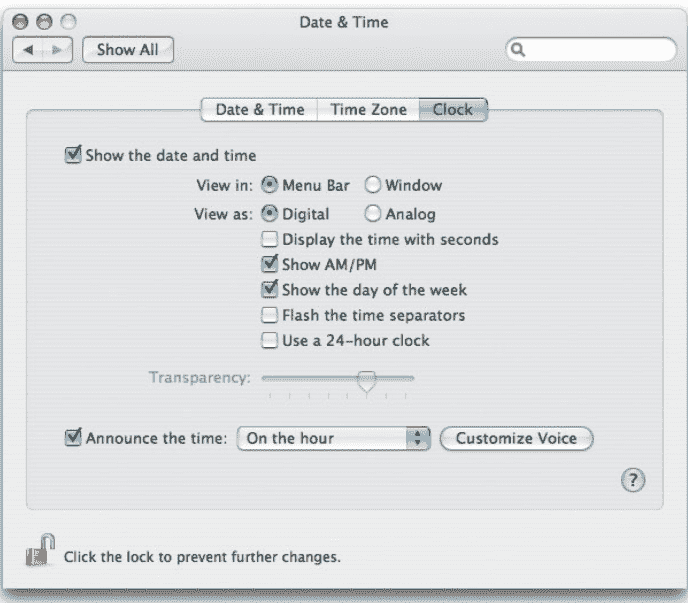 Date & Time
Show All
Date & Time Time Zone Clock
Show the date and time
View in: Menu Bar Window
View as: Digital Analog
Display the time with seconds
Show AM/PM
Show the day of the week
Flash the time separators
Use a 24-hour clock
Transparency:
Announce the time: On the hour Customize Voice
?
Click the lock to prevent further changes.